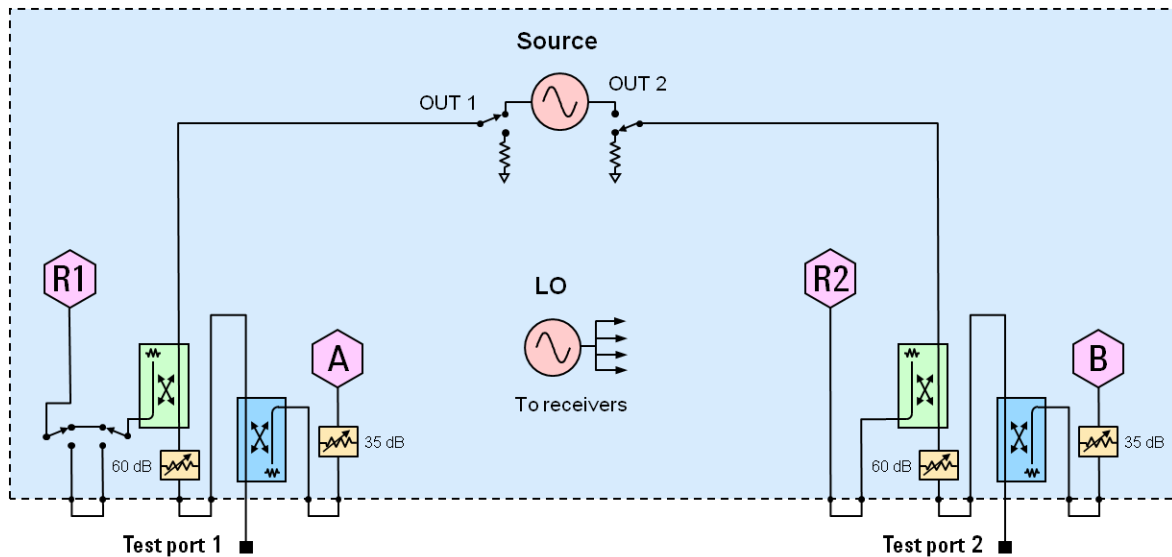 Source
OUT 1
OUT 2
R1
LO
R2
A
B
To receivers
35 dB
35 dB
60 dB
60 dB
Test port 1
Test port 2